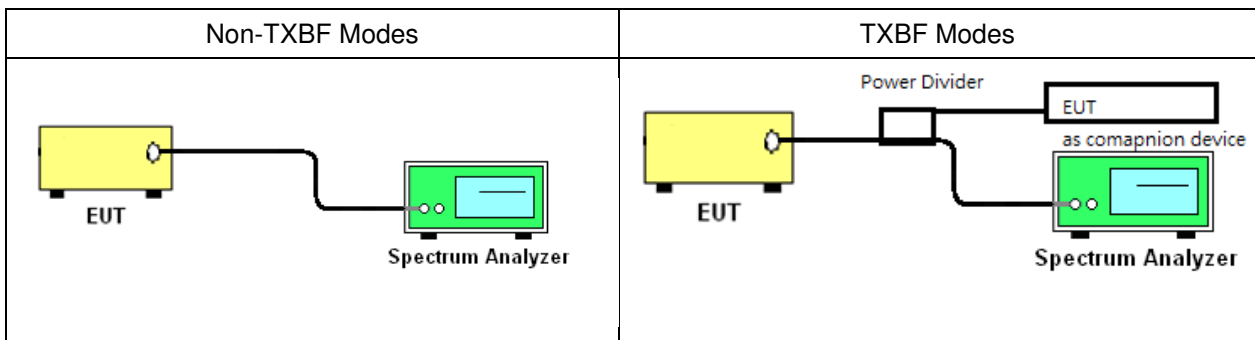 Non-TXBF Modes
TXBF Modes
EUT
Spectrum Analyzer
Power Divider
EUT
as comapnion device
EUT
Spectrum Analyzer